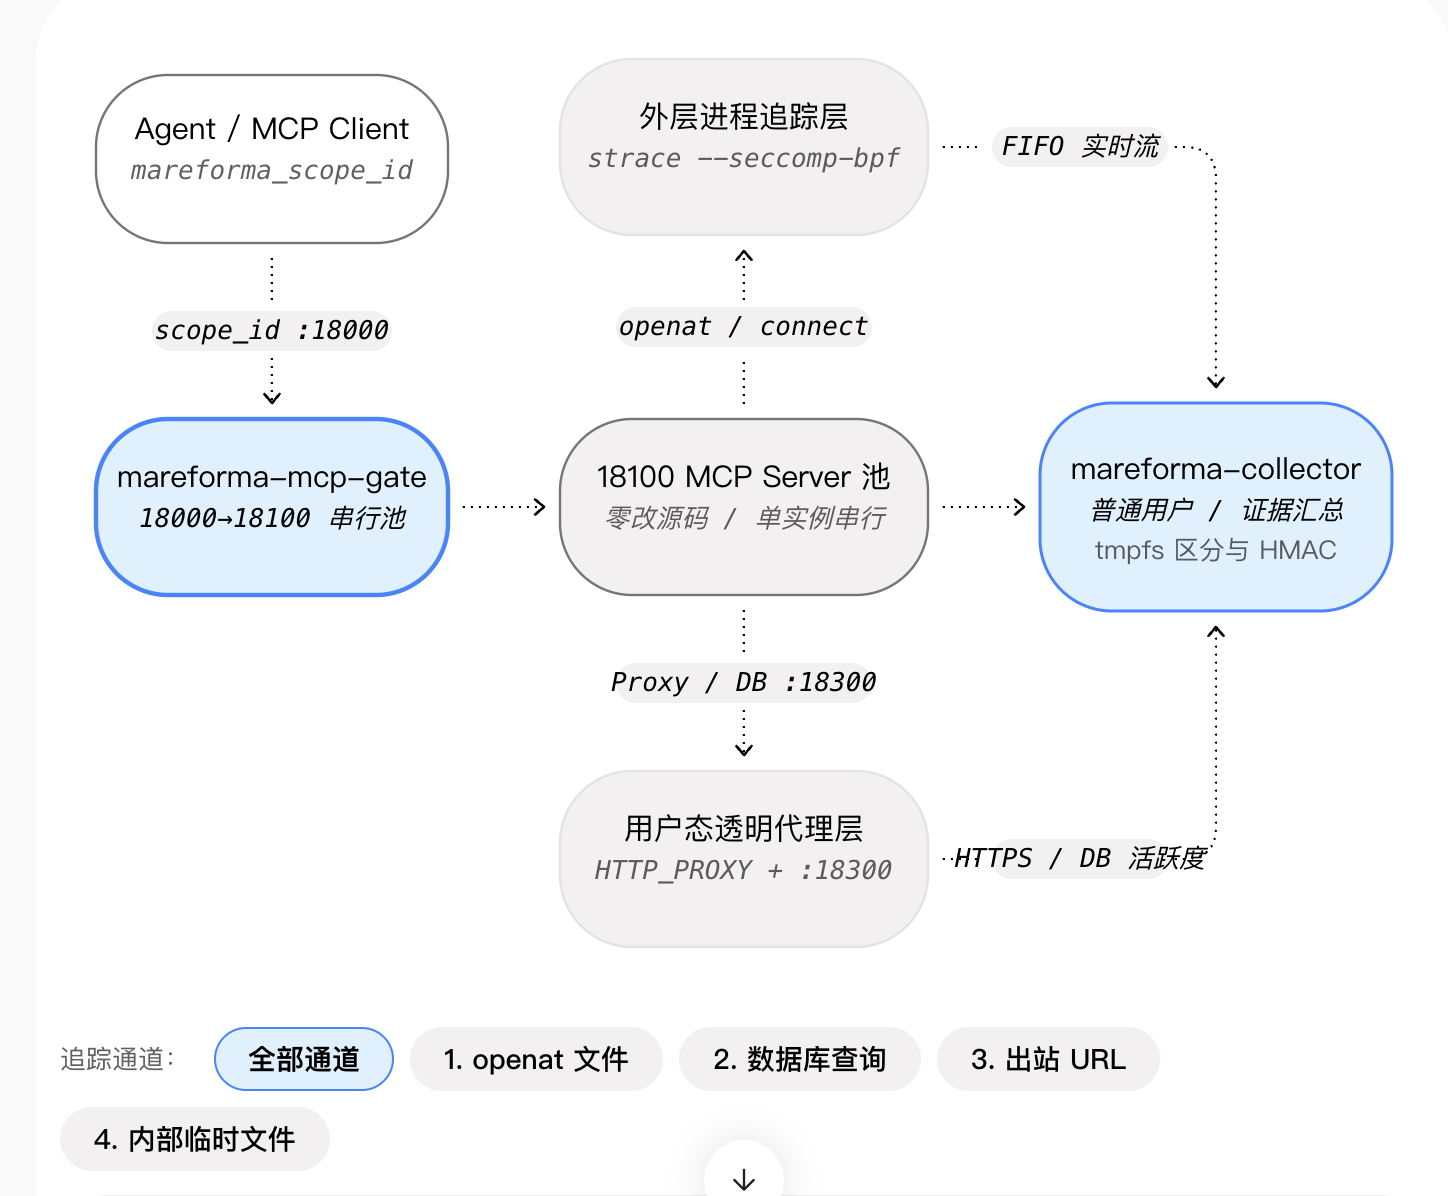 Agent / MCP Client
mareforma_scope_id
外层进程追踪层
strace --seccomp-bpf
FIFO 实时流
scope_id :18000
openat / connect
mareforma-mcp-gate
18000→18100 串行池
18100 MCP Server 池
零改源码 / 单实例串行
mareforma-collector
普通用户 / 证据汇总
tmpfs 区分与 HMAC
Proxy / DB :18300
用户态透明代理层
HTTP_PROXY + :18300
HTTPS / DB 活跃度
追踪通道：
全部通道
1. openat 文件
2. 数据库查询
3. 出站 URL
4. 内部临时文件